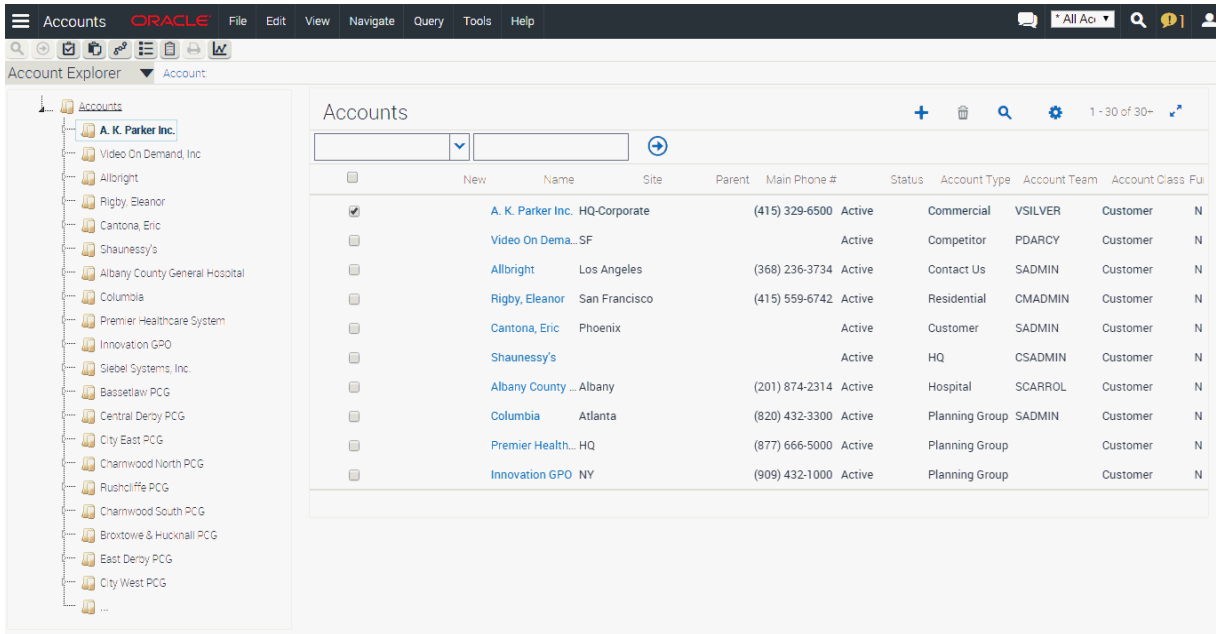 Accounts ORACLE File Edit View Navigate Query Tools Help * All Ac 1
Account Explorer Account:
Accounts
A. K. Parker Inc.
Video On Demand, Inc
Allbright
Rigby, Eleanor
Cantona, Eric
Shaunessy's
Albany County General Hospital
Columbia
Premier Healthcare System
Innovation GPO
Siebel Systems, Inc.
Bassetlaw PCG
Central Derby PCG
City East PCG
Charnwood North PCG
Rushcliffe PCG
Charnwood South PCG
Broxtowe & Hucknall PCG
East Derby PCG
City West PCG
...
Accounts 1 - 30 of 30+
New Name Site Parent Main Phone # Status Account Type Account Team Account Class Fu
A. K. Parker Inc. HQ-Corporate (415) 329-6500 Active Commercial VSILVER Customer N
Video On Dema... SF Active Competitor PDARCY Customer N
Allbright Los Angeles (368) 236-3734 Active Contact Us SADMIN Customer N
Rigby, Eleanor San Francisco (415) 559-6742 Active Residential CMADMIN Customer N
Cantona, Eric Phoenix Active Customer SADMIN Customer N
Shaunessy's Active HQ CSADMIN Customer N
Albany County ... Albany (201) 874-2314 Active Hospital SCARROL Customer N
Columbia Atlanta (820) 432-3300 Active Planning Group SADMIN Customer N
Premier Health... HQ (877) 666-5000 Active Planning Group Customer N
Innovation GPO NY (909) 432-1000 Active Planning Group Customer N